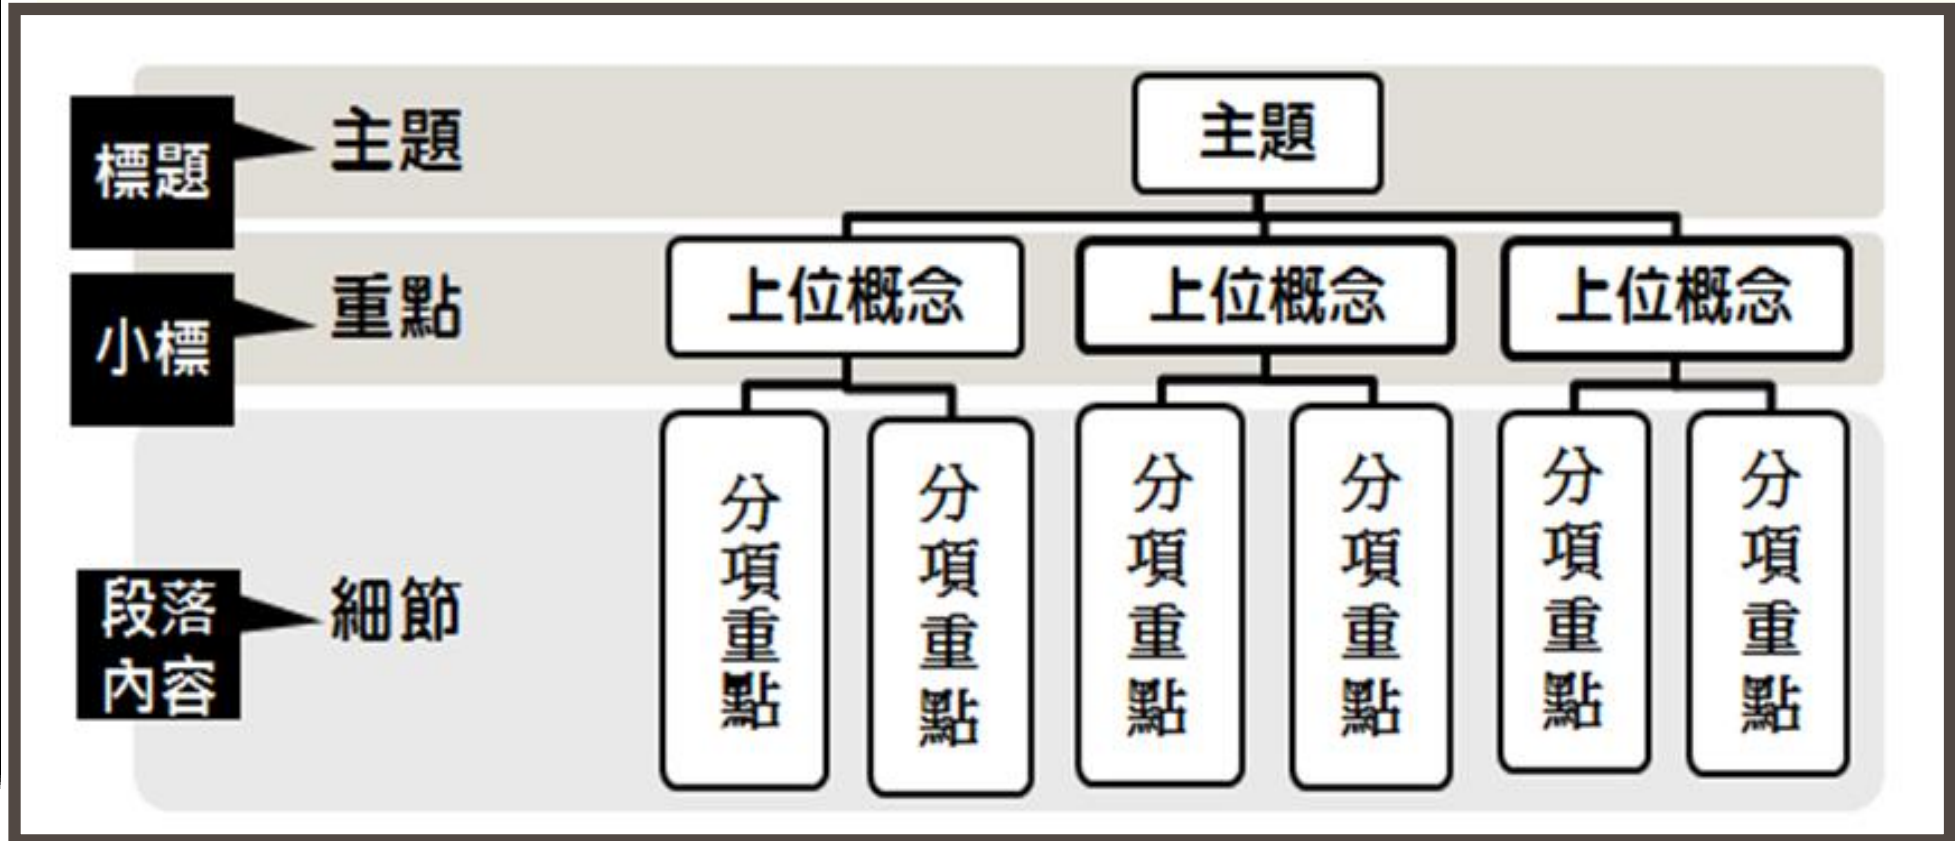 標題
主題
主題
小標
重點
上位概念
上位概念
上位概念
段落
內容
細節
分項重點
分項重點
分項重點
分項重點
分項重點
分項重點